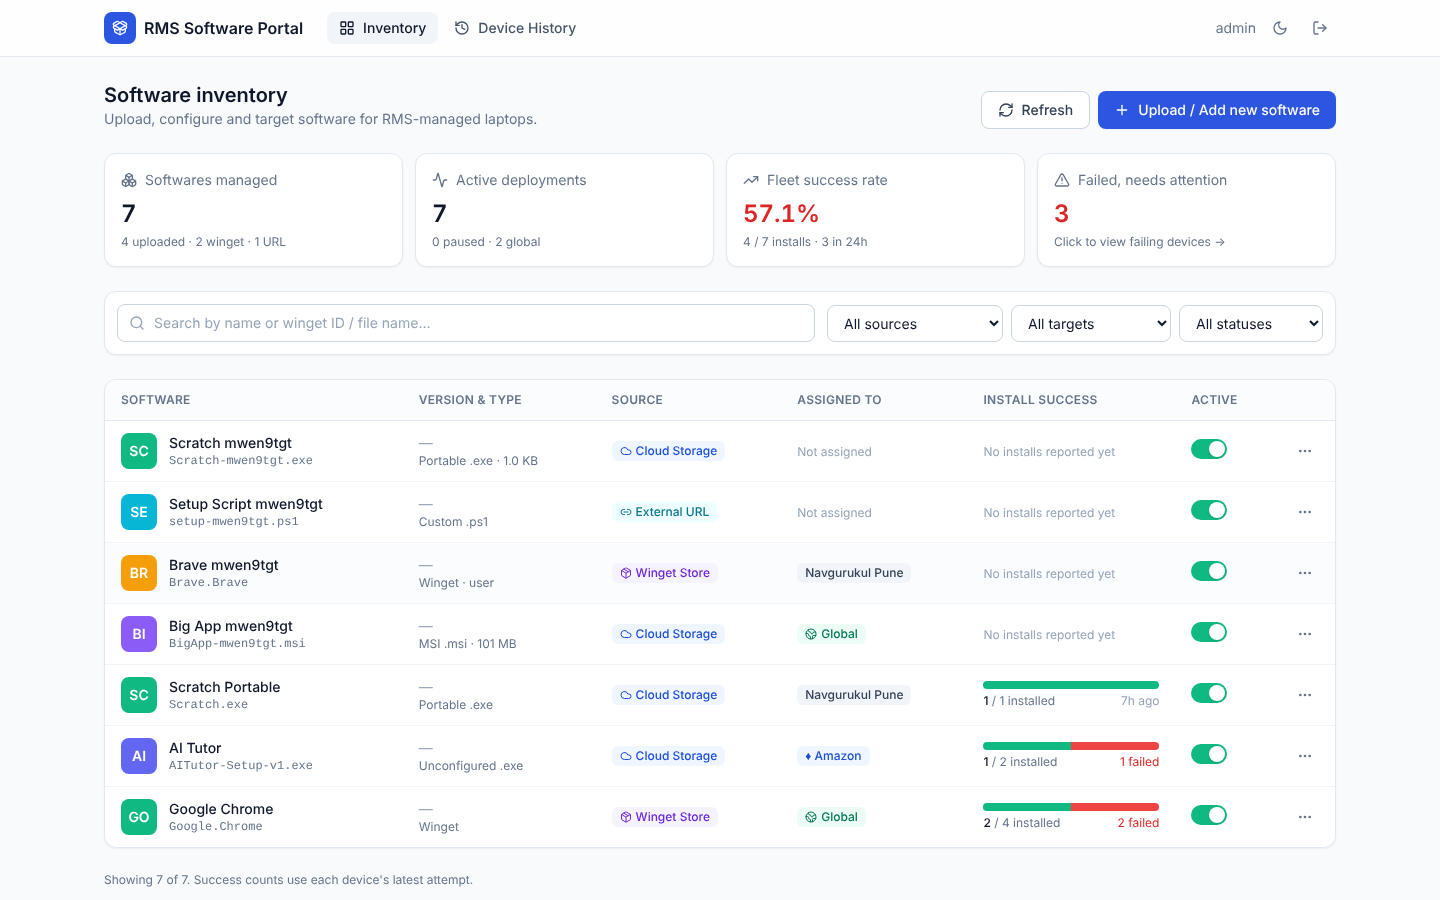 RMS Software Portal
Inventory
Device History
admin
Software inventory
Upload, configure and target software for RMS-managed laptops.
Refresh
Upload / Add new software
Softwares managed
7
4 uploaded · 2 winget · 1 URL
Active deployments
7
0 paused · 2 global
Fleet success rate
57.1%
4 / 7 installs · 3 in 24h
Failed, needs attention
3
Click to view failing devices →
Search by name or winget ID / file name...
All sources
All targets
All statuses
SOFTWARE VERSION & TYPE SOURCE ASSIGNED TO INSTALL SUCCESS ACTIVE
SC
Scratch mwen9tgt
Scratch-mwen9tgt.exe
—
Portable .exe · 1.0 KB
Cloud Storage
Not assigned
No installs reported yet
SE
Setup Script mwen9tgt
setup-mwen9tgt.ps1
—
Custom .ps1
External URL
Not assigned
No installs reported yet
BR
Brave mwen9tgt
Brave.Brave
—
Winget · user
Winget Store
Navgurukul Pune
No installs reported yet
BI
Big App mwen9tgt
BigApp-mwen9tgt.msi
—
MSI .msi · 101 MB
Cloud Storage
Global
No installs reported yet
SC
Scratch Portable
Scratch.exe
—
Portable .exe
Cloud Storage
Navgurukul Pune
1 / 1 installed
7h ago
AI
AI Tutor
AITutor-Setup-v1.exe
—
Unconfigured .exe
Cloud Storage
♦ Amazon
1 / 2 installed
1 failed
GO
Google Chrome
Google.Chrome
—
Winget
Winget Store
Global
2 / 4 installed
2 failed
Showing 7 of 7. Success counts use each device's latest attempt.